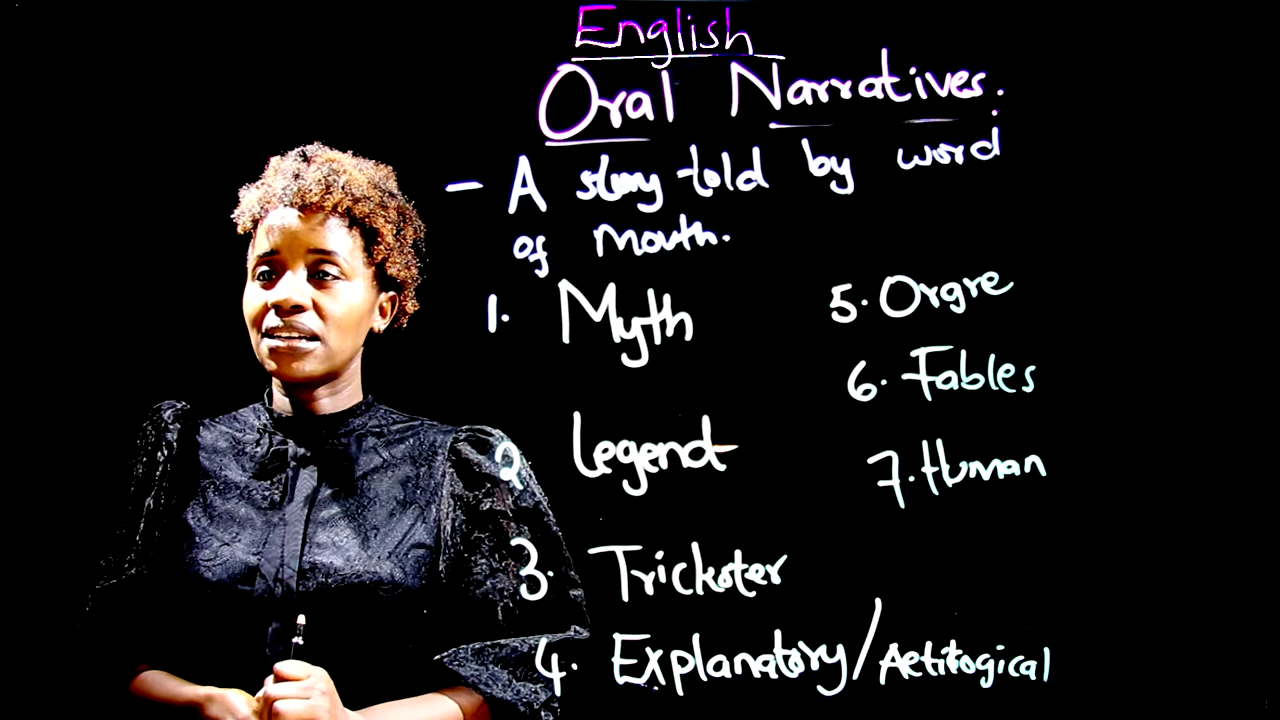 English
Oral Narratives.
- A story told by word
of mouth.
1. Myth
2 Legend
3. Trickster
4. Explanatory/Aetitogical
5. Orgre
6. Fables
7. Human